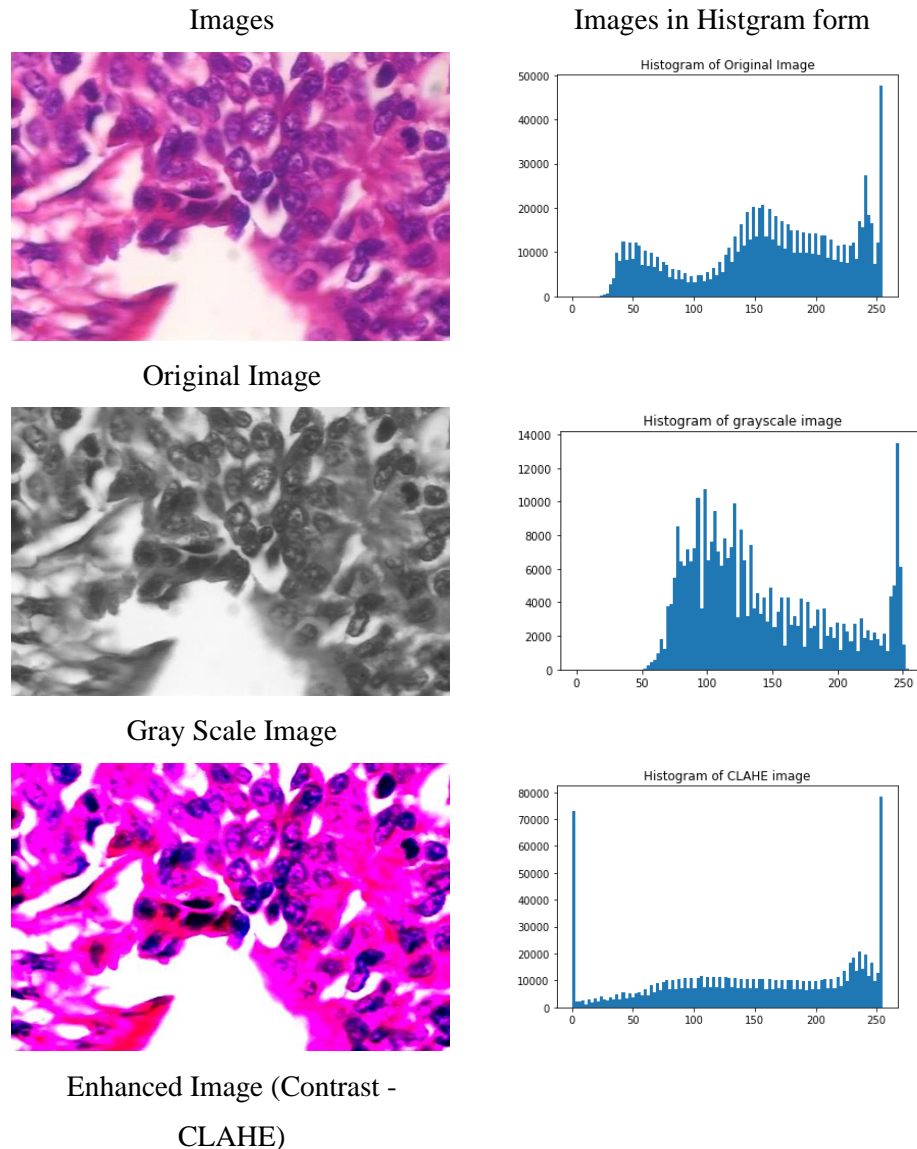 Images
Images in Histgram form
Histogram of Original Image
50000
40000
30000
20000
10000
0
0 50 100 150 200 250
Original Image
Histogram of grayscale image
14000
12000
10000
8000
6000
4000
2000
0
0 50 100 150 200 250
Gray Scale Image
Histogram of CLAHE image
80000
70000
60000
50000
40000
30000
20000
10000
0
0 50 100 150 200 250
Enhanced Image (Contrast -
CLAHE)